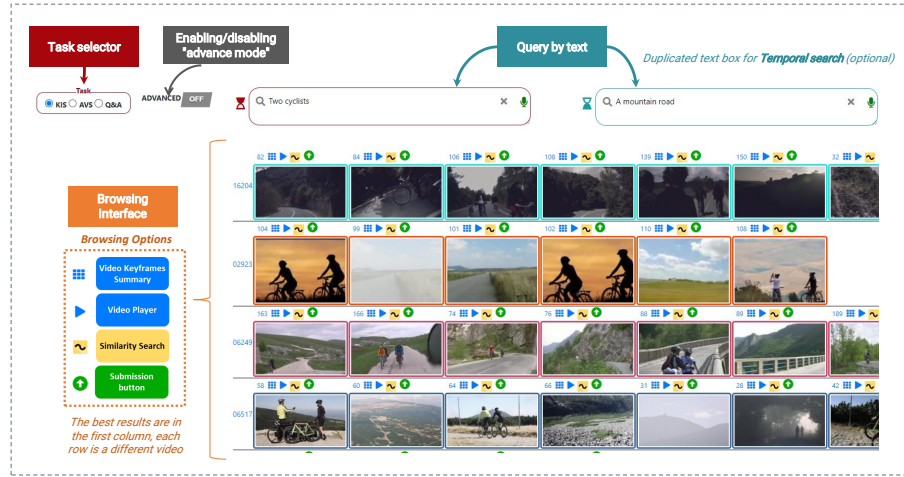 Task selector
Enabling/disabling
"advance mode"
Query by text
Duplicated text box for Temporal search (optional)
Task
KIS AVS Q&A
ADVANCED OFF
Two cyclists
A mountain road
82 84 106 108 139 150 32
16204
104 99 101 102 110 108
02923
163 166 74 76 88 89 189
06249
58 60 64 66 31 28 42
06517
Browsing
Interface
Browsing Options
Video Keyframes
Summary
Video Player
Similarity Search
Submission
button
The best results are in
the first column, each
row is a different video